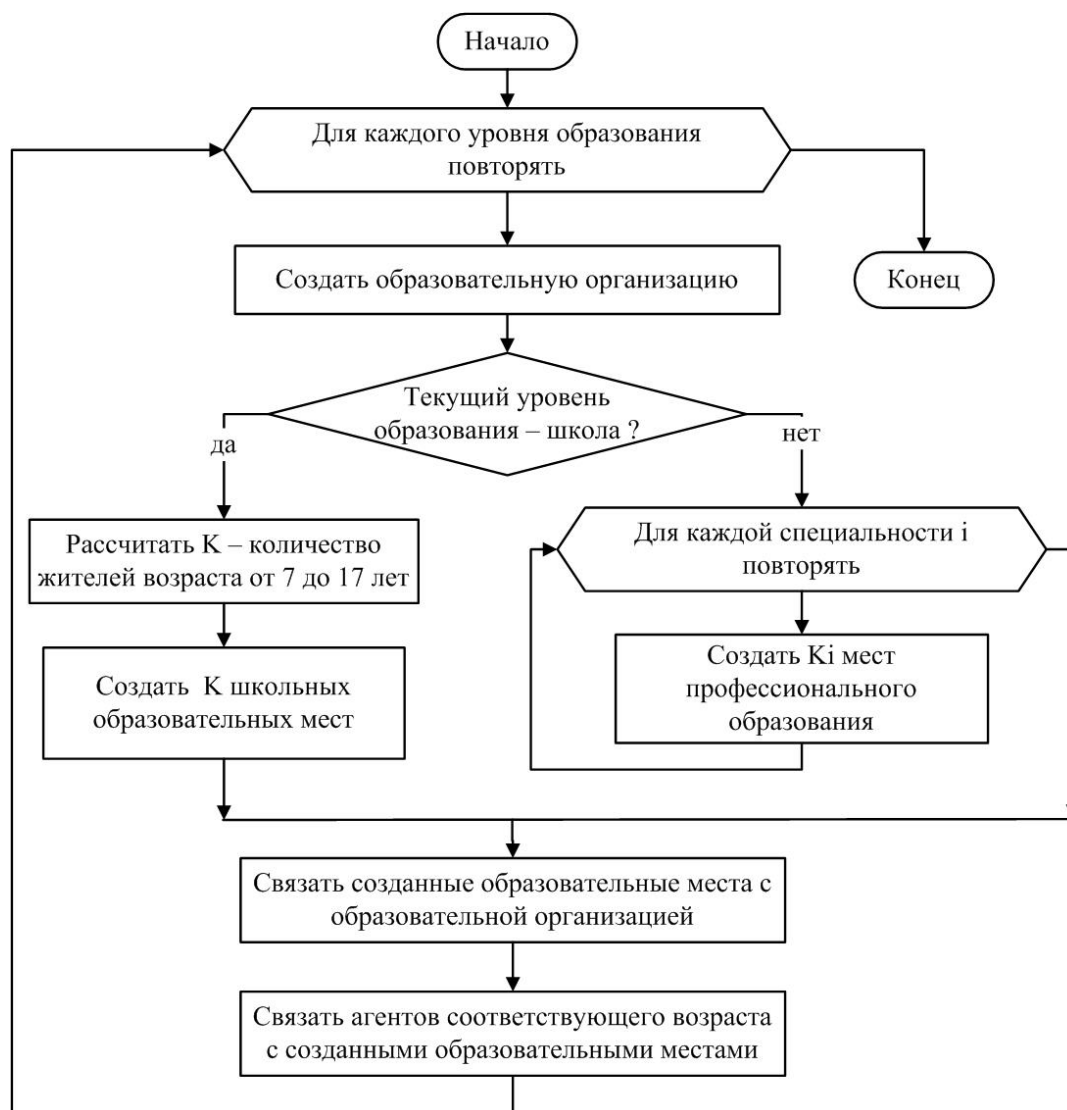 Начало
Для каждого уровня образования
повторять
Создать образовательную организацию
Конец
Текущий уровень
образования – школа ?
да
нет
Рассчитать K – количество
жителей возраста от 7 до 17 лет
Для каждой специальности i
повторять
Создать K школьных
образовательных мест
Создать Ki мест
профессионального
образования
Связать созданные образовательные места с
образовательной организацией
Связать агентов соответствующего возраста
с созданными образовательными местами